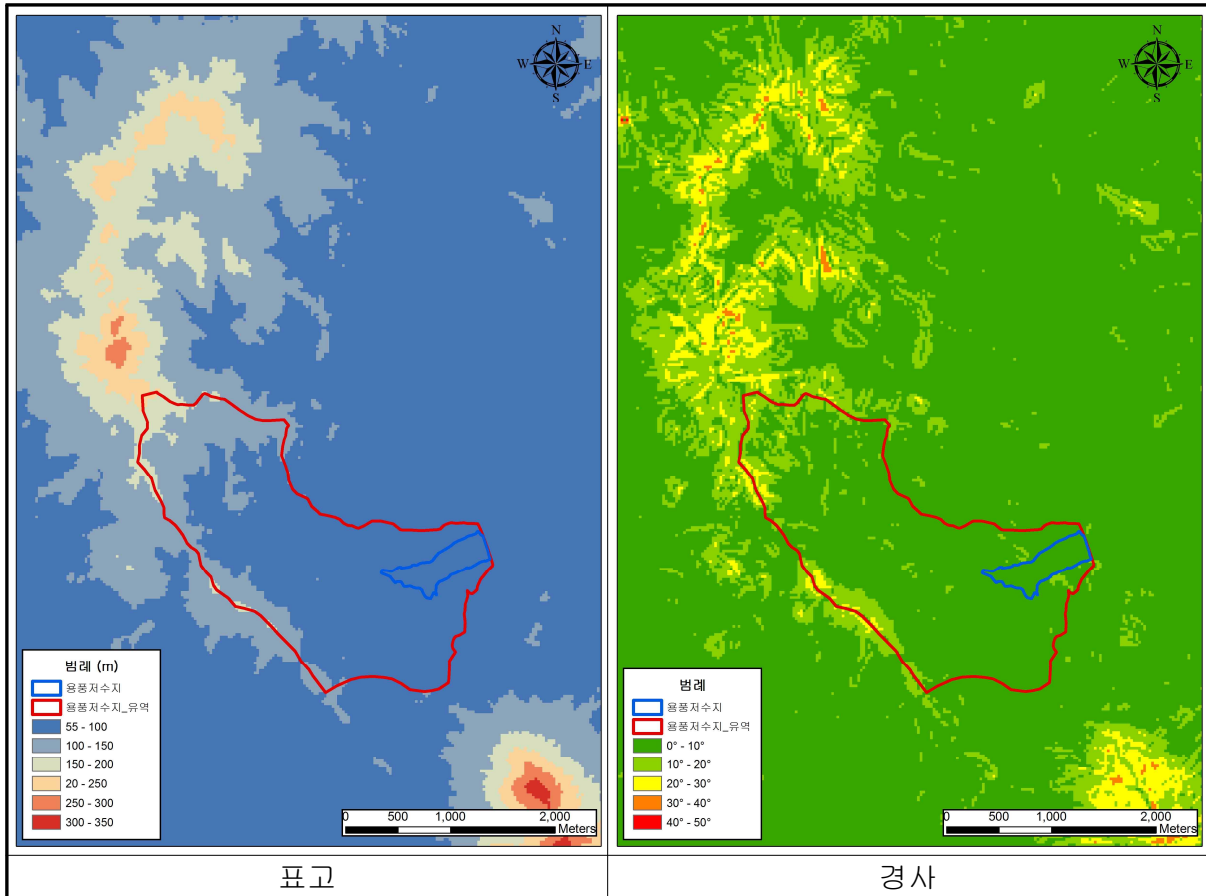 N
W
E
S
범례 (m)
용풍저수지
용풍저수지_유역
55 - 100
100 - 150
150 - 200
20 - 250
250 - 300
300 - 350
0
500
1,000
2,000
Meters
표고
N
W
E
S
범례
용풍저수지
용풍저수지_유역
0° - 10°
10° - 20°
20° - 30°
30° - 40°
40° - 50°
0
500
1,000
2,000
Meters
경사